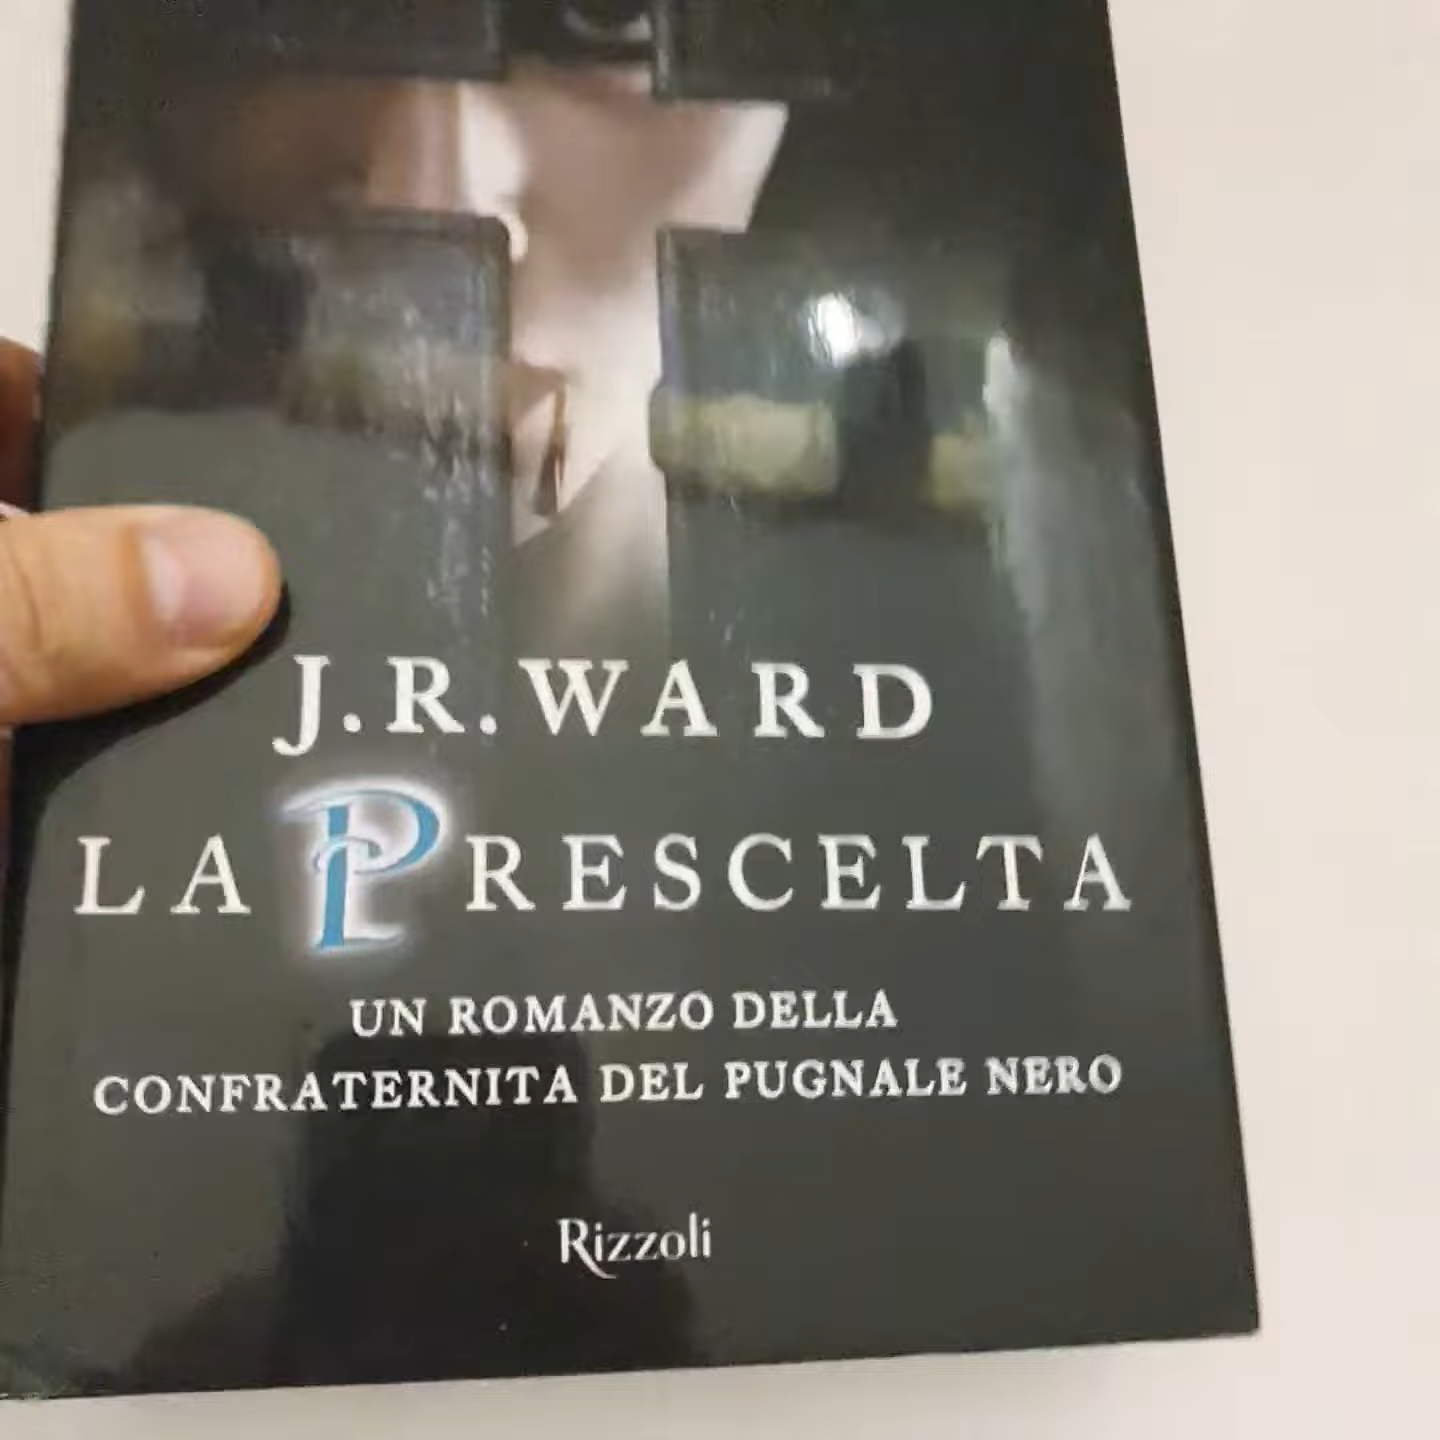 J.R. WARD
LA PRESCELTA
UN ROMANZO DELLA
CONFRATERNITA DEL PUGNALE NERO
Rizzoli